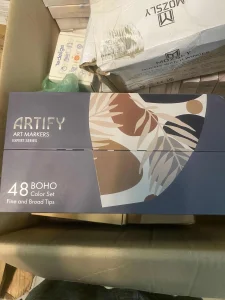 MOZSLY
ARTIFY
ART MARKERS
48 BOHO
Color Set
Fine and Broad Tips